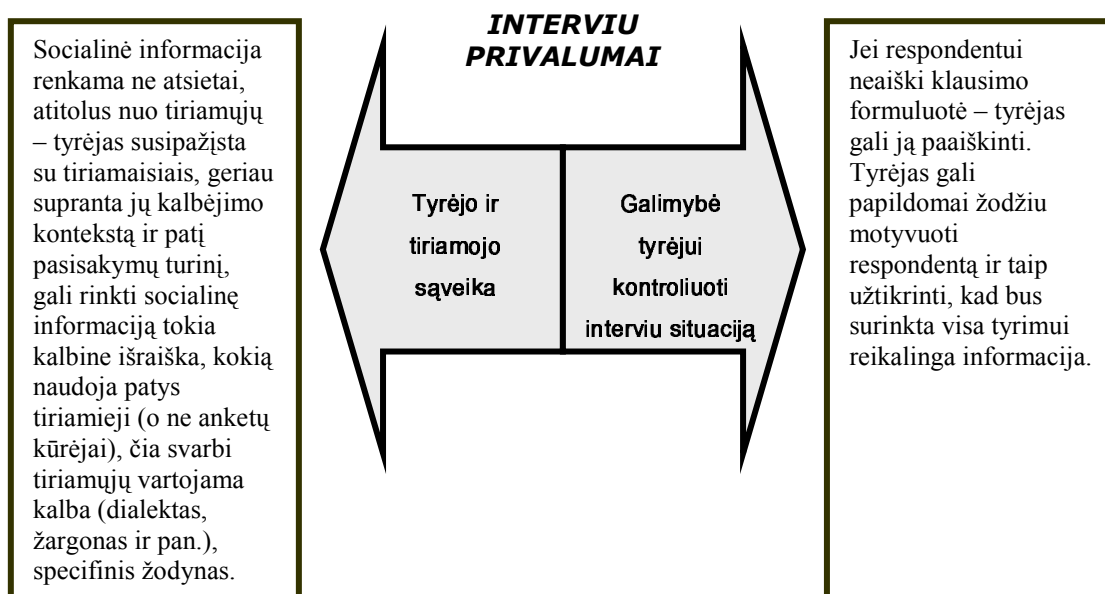 INTERVIU
PRIVALUMAI
Socialinė informacija
renkama ne atsietai,
atitolus nuo tiriamųjų
– tyrėjas susipažįsta
su tiriamaisiais, geriau
supranta jų kalbėjimo
kontekstą ir patį
pasisakymų turinį,
gali rinkti socialinę
informaciją tokia
kalbine išraiška, kokią
naudoja patys
tiriamieji (o ne anketų
kūrėjai), čia svarbi
tiriamųjų vartojama
kalba (dialektas,
žargonas ir pan.),
specifinis žodynas.
Tyrėjo ir
tiriamojo
sąveika
Galimybė
tyrėjui
kontroliuoti
interviu situaciją
Jei respondentui
neaiški klausimo
formuluotė – tyrėjas
gali ją paaiškinti.
Tyrėjas gali
papildomai žodžiu
motyvuoti
respondentą ir taip
užtikrinti, kad bus
surinkta visa tyrimui
reikalinga informacija.